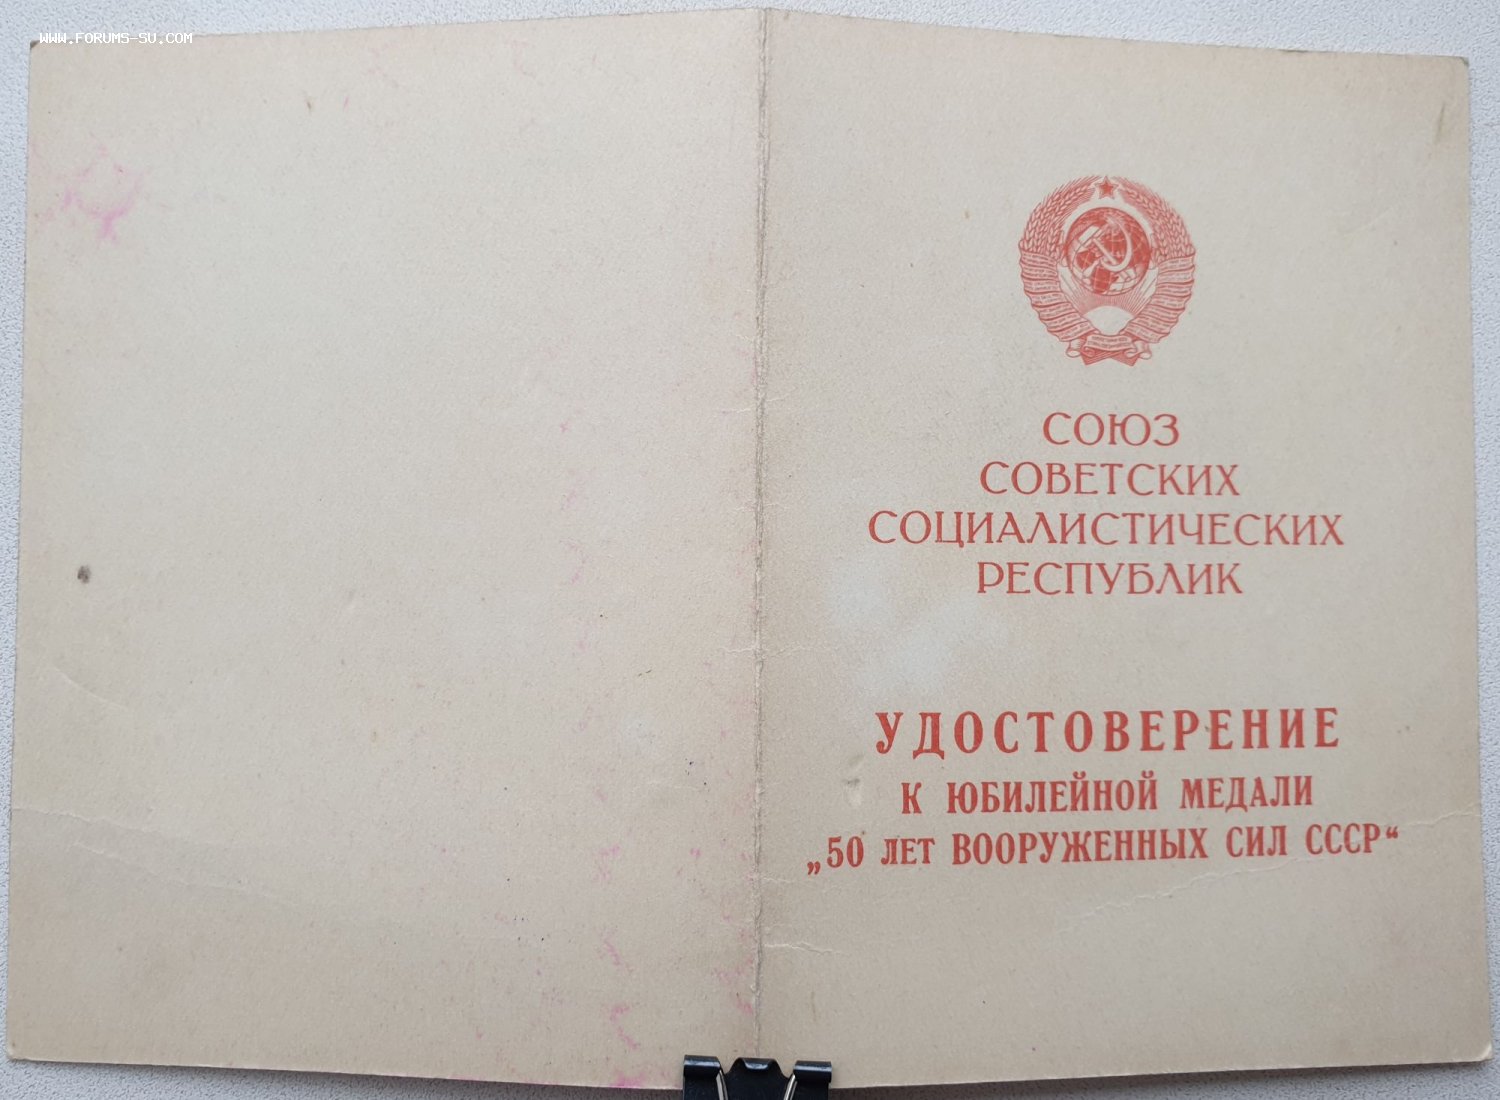 WWW.FORUMS-SU.COM
СОЮЗ
СОВЕТСКИХ
СОЦИАЛИСТИЧЕСКИХ
РЕСПУБЛИК
УДОСТОВЕРЕНИЕ
К ЮБИЛЕЙНОЙ МЕДАЛИ
„50 ЛЕТ ВООРУЖЕННЫХ СИЛ СССР“